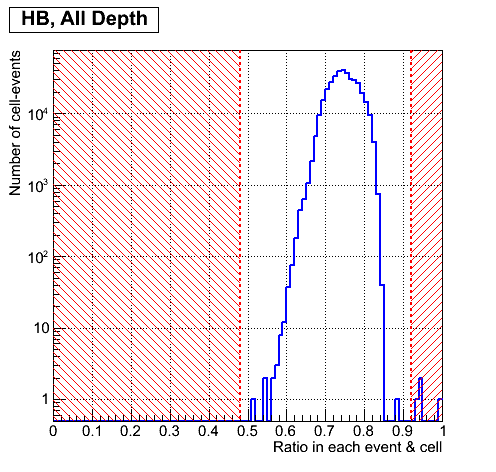 HB, All Depth
Number of cell-events
10⁴
10³
10²
10
1
0 0.1 0.2 0.3 0.4 0.5 0.6 0.7 0.8 0.9 1
Ratio in each event & cell